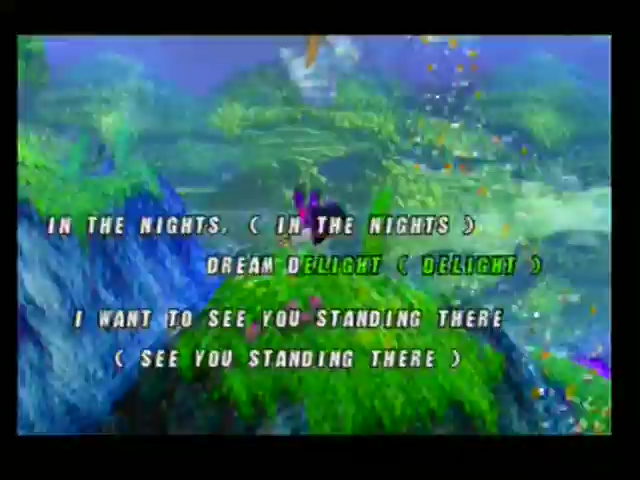 IN THE NIGHTS, ( IN THE NIGHTS )
DREAM DELIGHT ( DELIGHT )
I WANT TO SEE YOU STANDING THERE
( SEE YOU STANDING THERE )